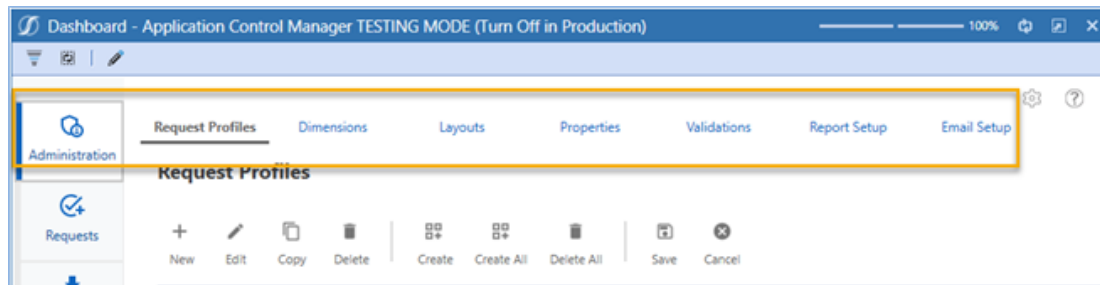 Dashboard - Application Control Manager TESTING MODE (Turn Off in Production) 100%
Request Profiles Dimensions Layouts Properties Validations Report Setup Email Setup
Administration
Request Profiles
Requests
New Edit Copy Delete Create Create All Delete All Save Cancel